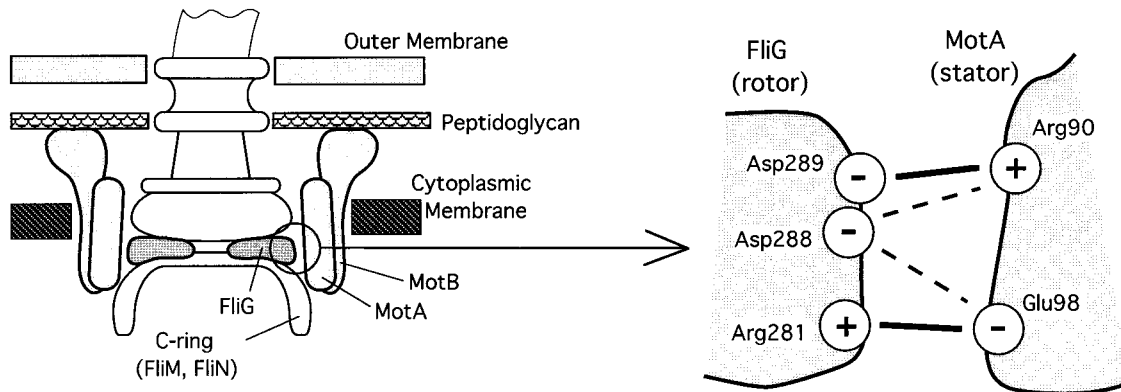 Outer Membrane
Peptidoglycan
Cytoplasmic
Membrane
MotB
MotA
FliG
C-ring
(FliM, FliN)
FliG
(rotor)
MotA
(stator)
Arg90
Asp289
-
+
Asp288
-
Glu98
Arg281
+
-